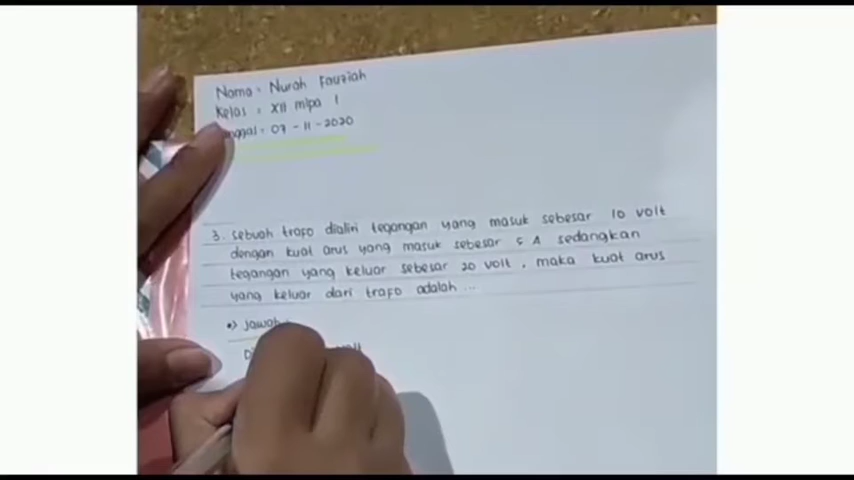 Nama : Nurah Fauziah
Kelas : XII mipa 1
nggal : 07 - 11 - 2020
3. Sebuah trafo dialiri tegangan yang masuk sebesar 10 volt
dengan kuat arus yang masuk sebesar 5 A sedangkan
tegangan yang keluar sebesar 20 volt , maka kuat arus
yang keluar dari trafo adalah ...
•) Jawab :